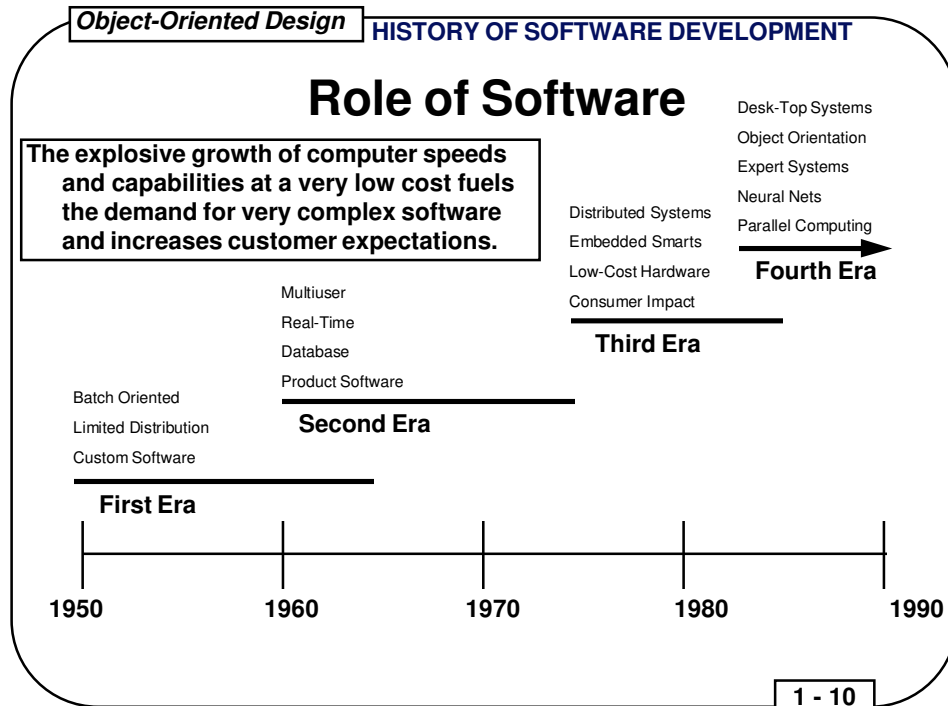 Object-Oriented Design
HISTORY OF SOFTWARE DEVELOPMENT
Role of Software
The explosive growth of computer speeds
and capabilities at a very low cost fuels
the demand for very complex software
and increases customer expectations.
Desk-Top Systems
Object Orientation
Expert Systems
Neural Nets
Parallel Computing
Fourth Era
Distributed Systems
Embedded Smarts
Low-Cost Hardware
Consumer Impact
Third Era
Multiuser
Real-Time
Database
Product Software
Second Era
Batch Oriented
Limited Distribution
Custom Software
First Era
1950 1960 1970 1980 1990
1 - 10